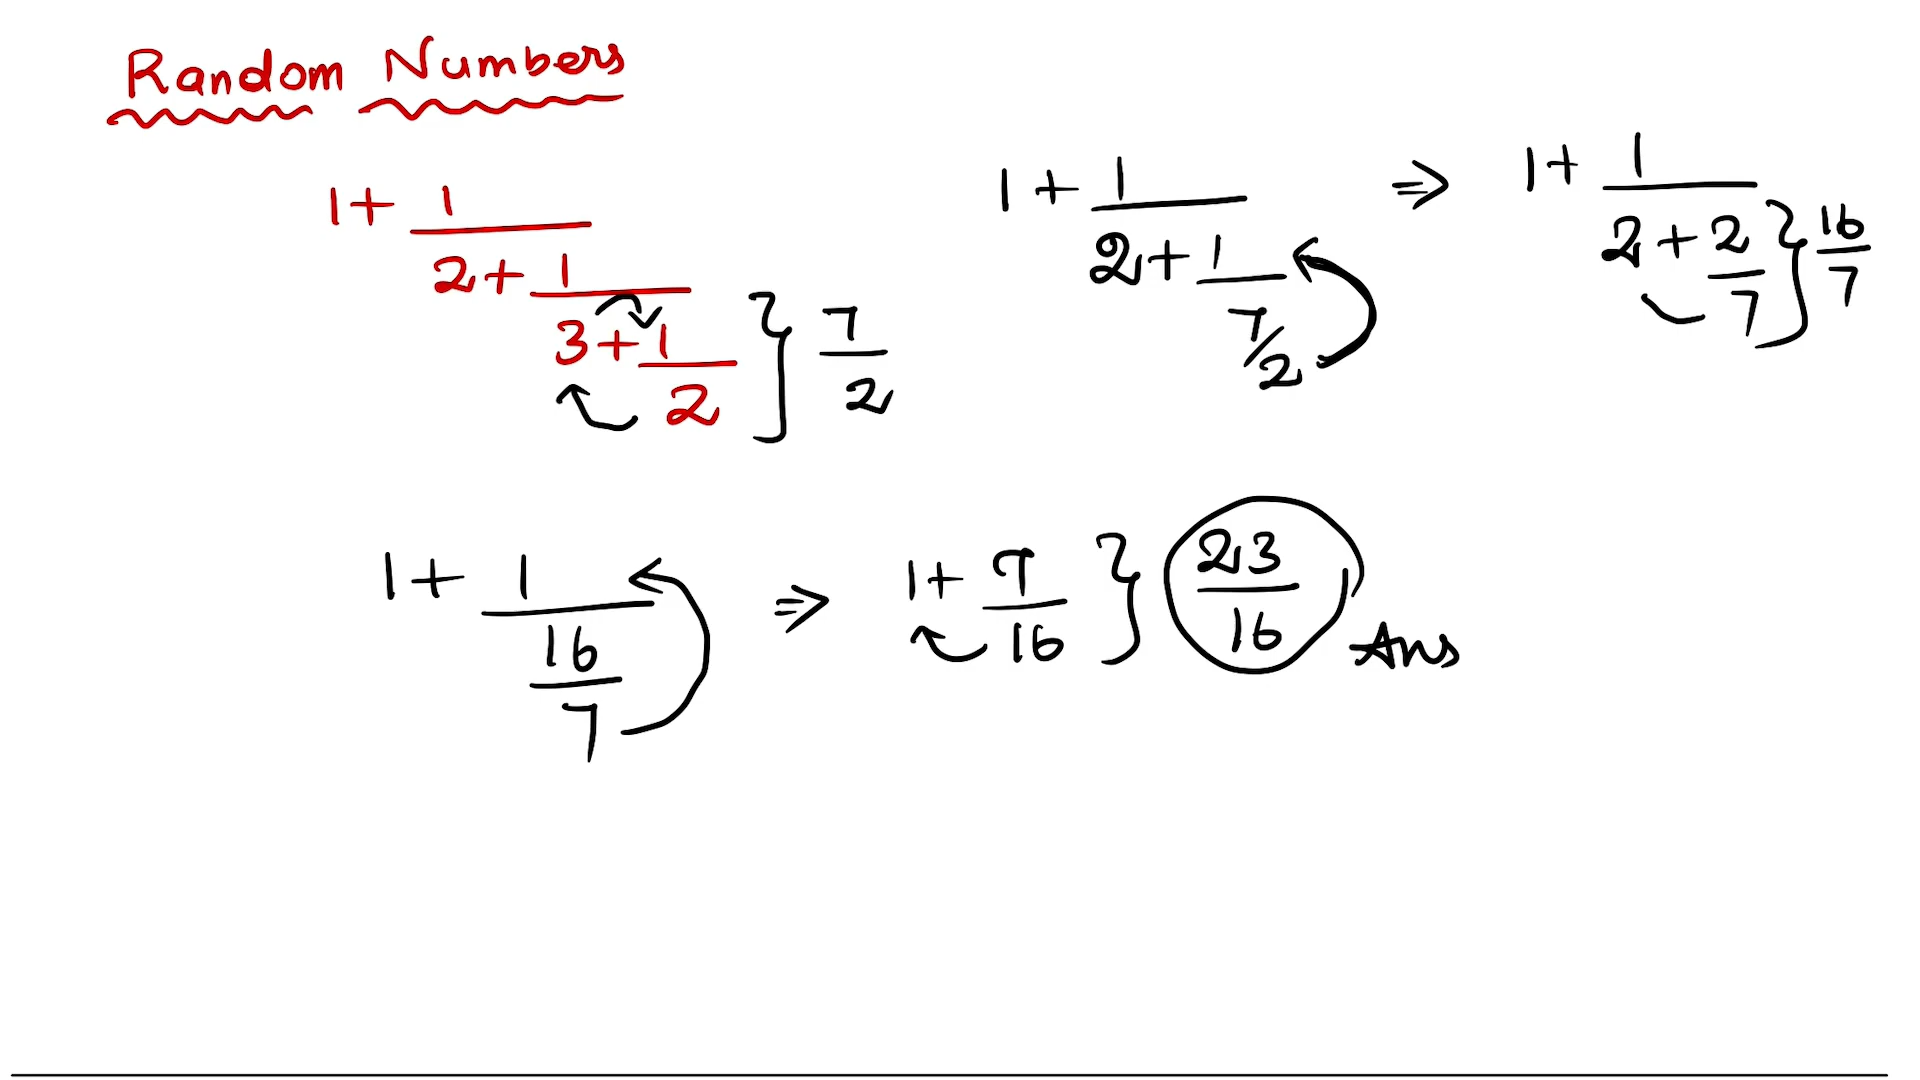 Random Numbers
1 + 1/(2 + 1/(3 + 1/2)) } 7/2
1 + 1/(2 + 1/(7/2)) ⇒ 1 + 1/(2 + 2/7) } 16/7
1 + 1/(16/7) ⇒ 1 + 7/16 } 23/16 Ans